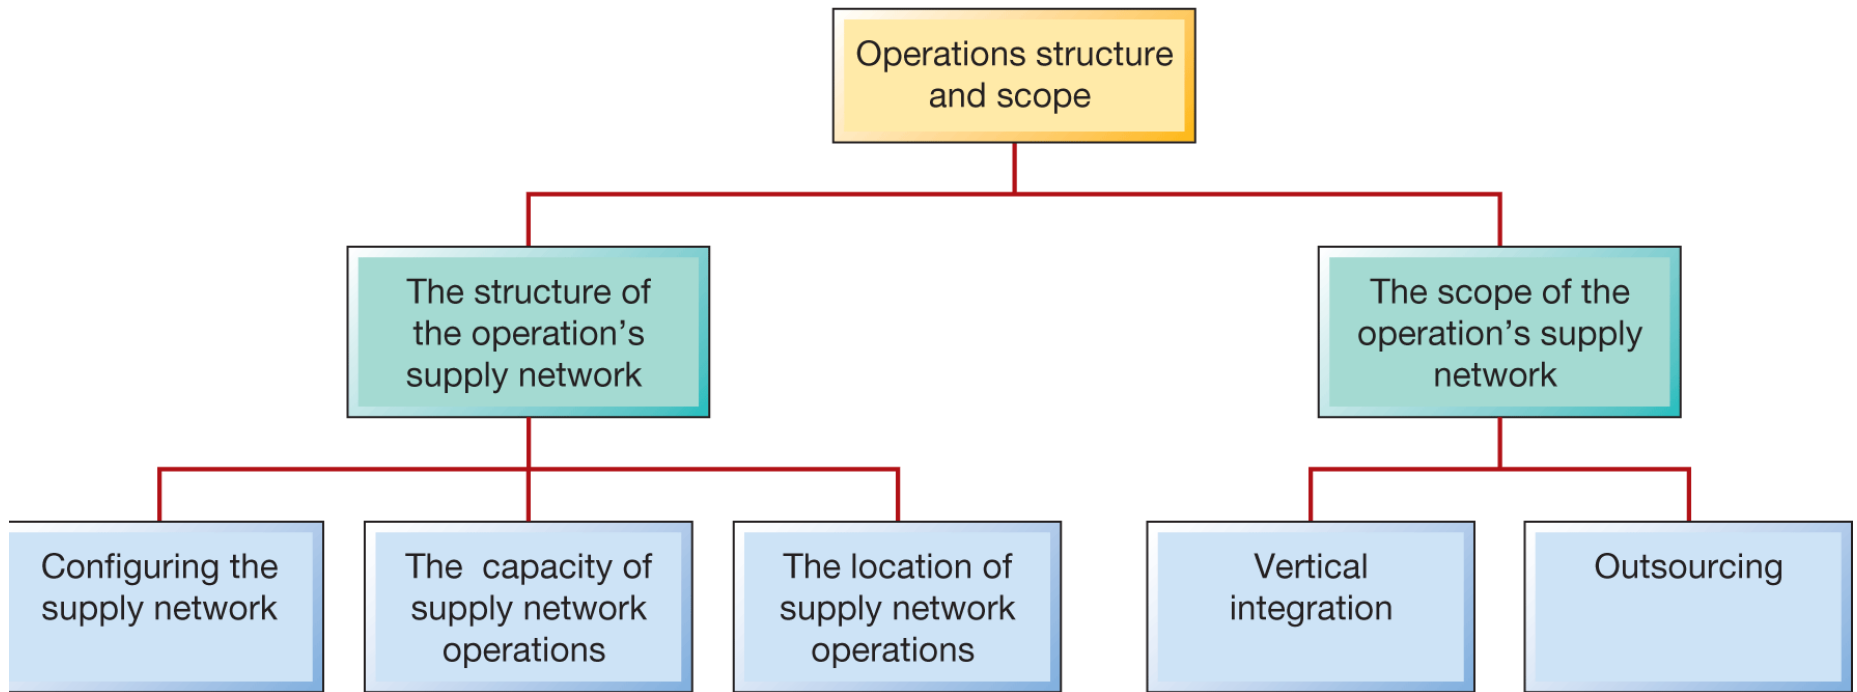 Operations structure
and scope
The structure of
the operation’s
supply network
The scope of the
operation’s supply
network
Configuring the
supply network
The  capacity of
supply network
operations
The location of
supply network
operations
Vertical
integration
Outsourcing